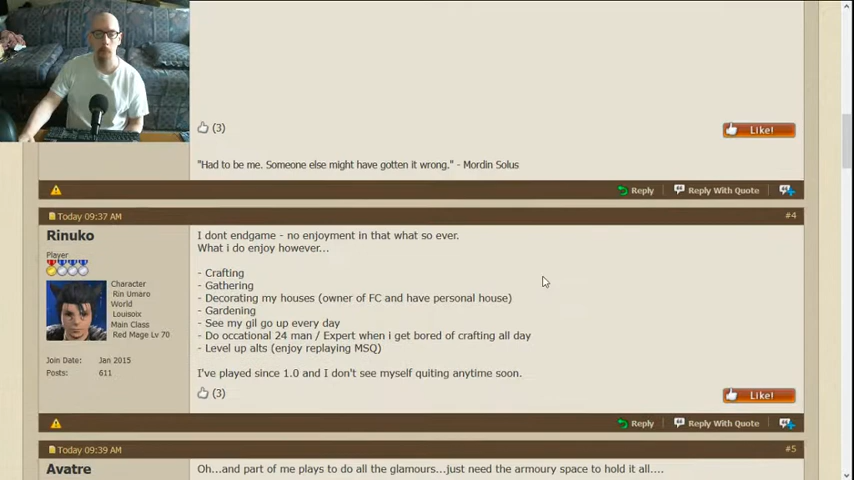 (3)
Like!
"Had to be me. Someone else might have gotten it wrong." - Mordin Solus
Reply
Reply With Quote
Today 09:37 AM
#4
Rinuko
Player
Character
Rin Umaro
World
Louisoix
Main Class
Red Mage Lv 70
Join Date: Jan 2015
Posts: 611
I dont endgame - no enjoyment in that what so ever.
What i do enjoy however...
- Crafting
- Gathering
- Decorating my houses (owner of FC and have personal house)
- Gardening
- See my gil go up every day
- Do occational 24 man / Expert when i get bored of crafting all day
- Level up alts (enjoy replaying MSQ)
I've played since 1.0 and I don't see myself quiting anytime soon.
(3)
Like!
Reply
Reply With Quote
Today 09:39 AM
#5
Avatre
Oh...and part of me plays to do all the glamours...just need the armoury space to hold it all....